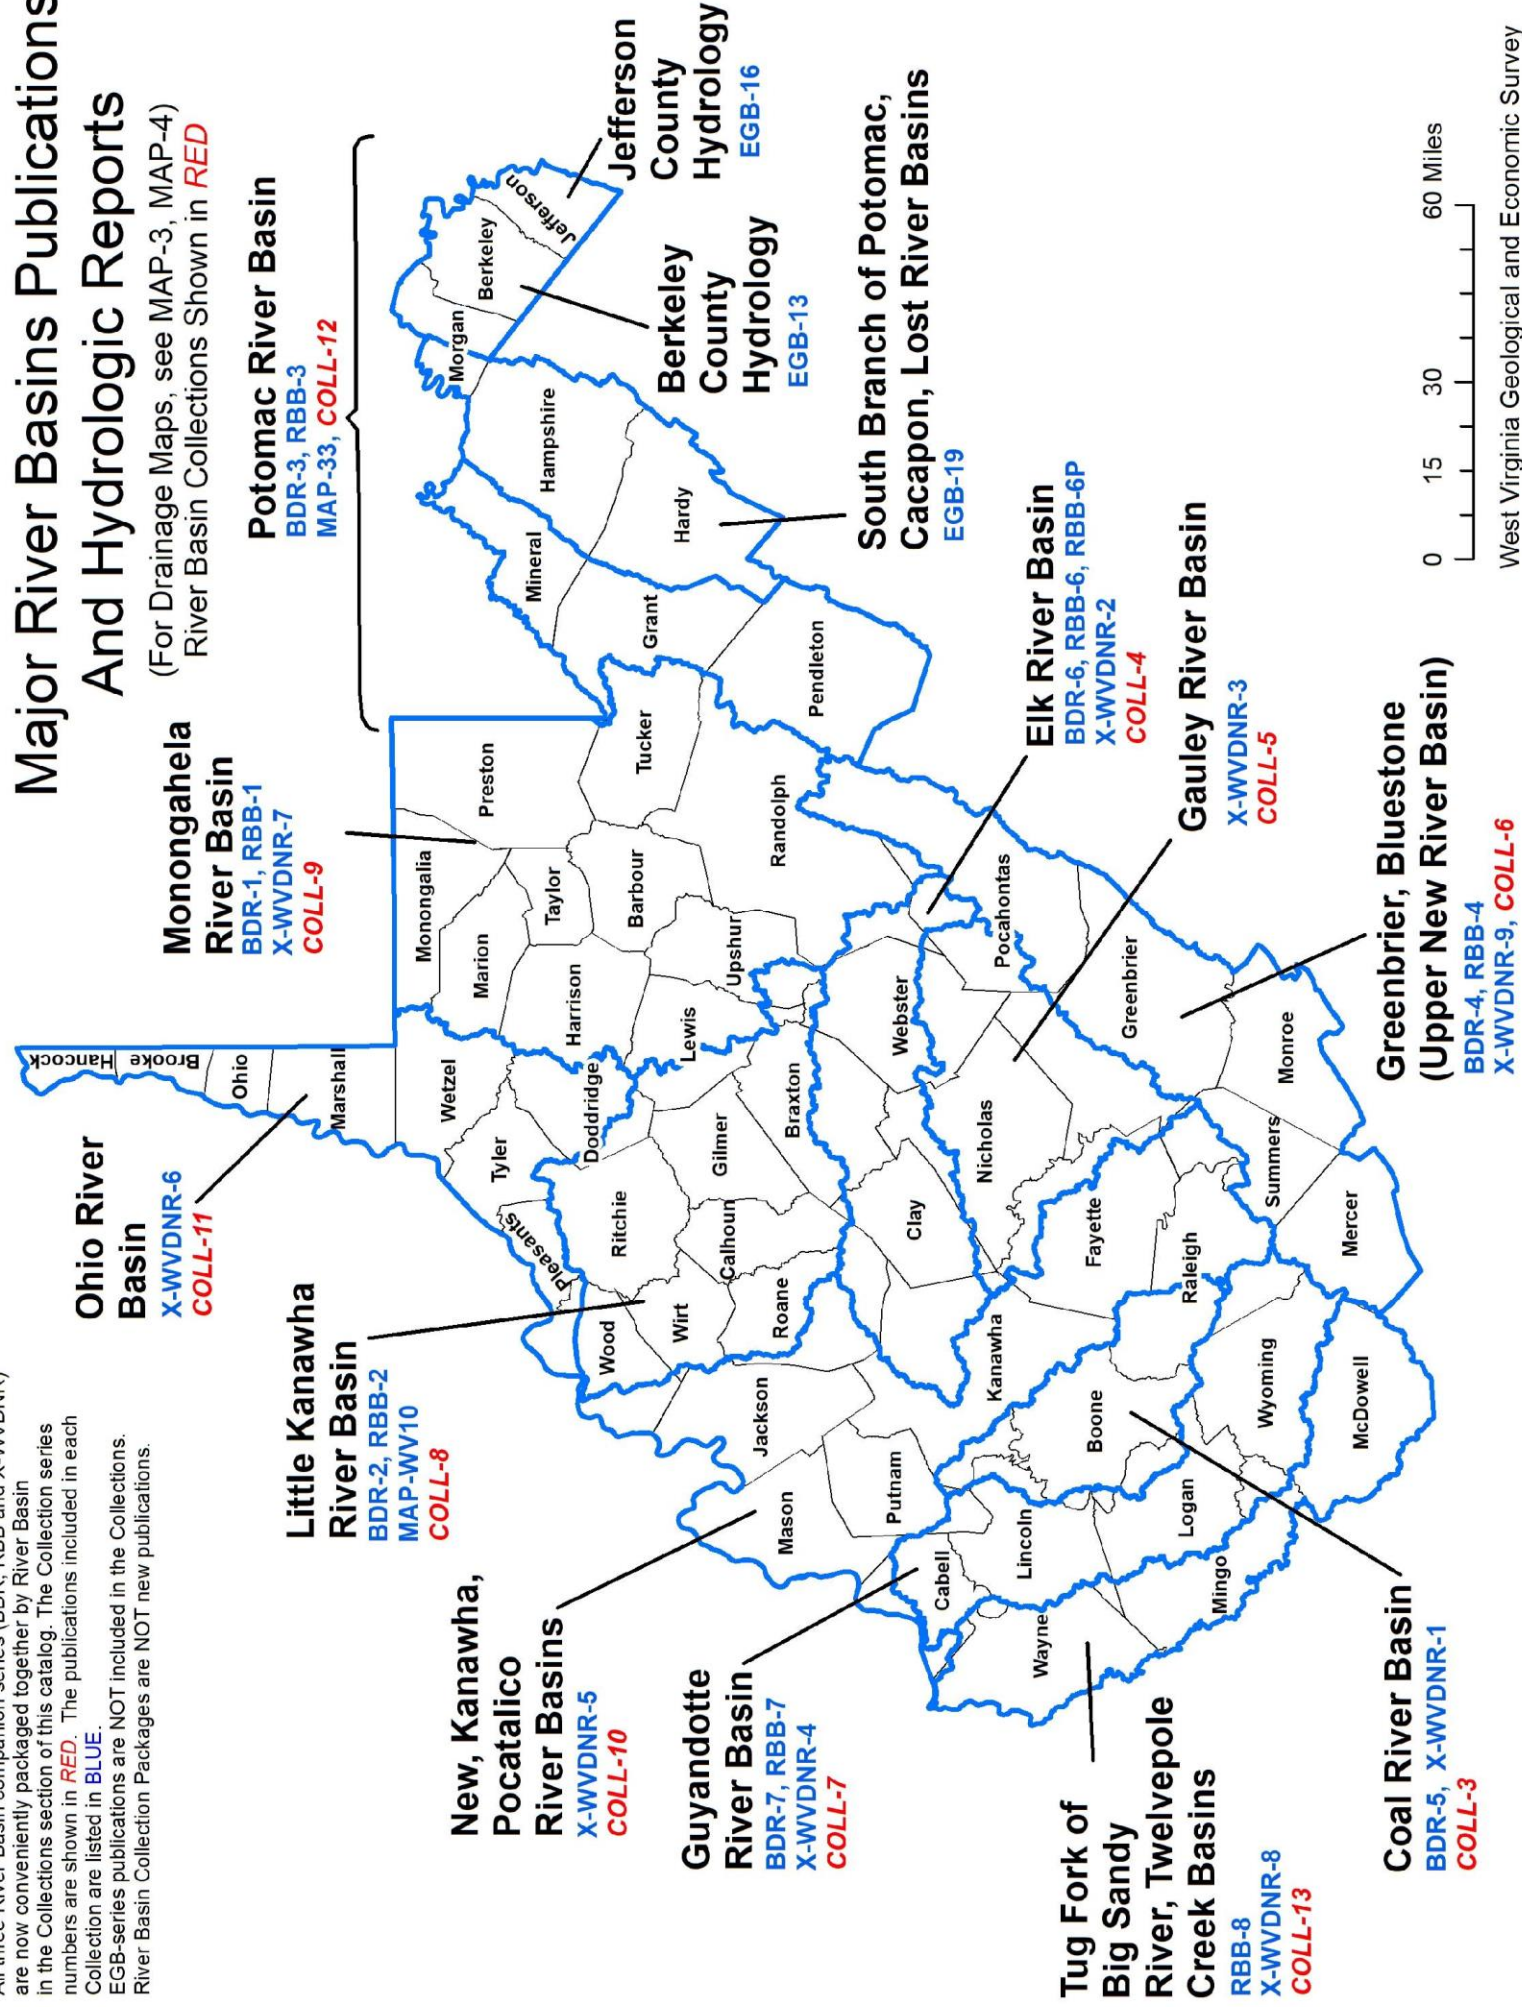 Major River Basins Publications
And Hydrologic Reports
(For Drainage Maps, see MAP-3, MAP-4)
River Basin Collections Shown in RED
are now conveniently packaged together by River Basin
in the Collections section of this catalog. The Collection series
numbers are shown in RED. The publications included in each
Collection are listed in BLUE.
EGB-series publications are NOT included in the Collections.
River Basin Collection Packages are NOT new publications.
Ohio River
Basin
X-WVDNR-6
COLL-11
Monongahela
River Basin
BDR-1, RBB-1
X-WVDNR-7
COLL-9
Potomac River Basin
BDR-3, RBB-3
MAP-33, COLL-12
Little Kanawha
River Basin
BDR-2, RBB-2
MAP-WV10
COLL-8
New, Kanawha,
Pocatalico
River Basins
X-WVDNR-5
COLL-10
Guyandotte
River Basin
BDR-7, RBB-7
X-WVDNR-4
COLL-7
Tug Fork of
Big Sandy
River, Twelvepole
Creek Basins
RBB-8
X-WVDNR-8
COLL-13
Coal River Basin
BDR-5, X-WVDNR-1
COLL-3
Greenbrier, Bluestone
(Upper New River Basin)
BDR-4, RBB-4
X-WVDNR-9, COLL-6
Gauley River Basin
X-WVDNR-3
COLL-5
Elk River Basin
BDR-6, RBB-6, RBB-6P
X-WVDNR-2
COLL-4
South Branch of Potomac,
Cacapon, Lost River Basins
EGB-19
Berkeley
County
Hydrology
EGB-13
Jefferson
County
Hydrology
EGB-16
Hancock
Brooke
Ohio
Marshall
Wetzel
Monongalia
Marion
Preston
Tyler
Pleasants
Doddridge
Harrison
Taylor
Barbour
Tucker
Mineral
Grant
Hampshire
Hardy
Morgan
Berkeley
Jefferson
Pendleton
Randolph
Upshur
Lewis
Gilmer
Ritchie
Wood
Wirt
Calhoun
Roane
Jackson
Mason
Putnam
Cabell
Wayne
Lincoln
Kanawha
Clay
Braxton
Webster
Nicholas
Pocahontas
Greenbrier
Fayette
Boone
Logan
Mingo
Wyoming
Raleigh
Summers
Monroe
Mercer
McDowell
0 15 30 60 Miles
West Virginia Geological and Economic Survey